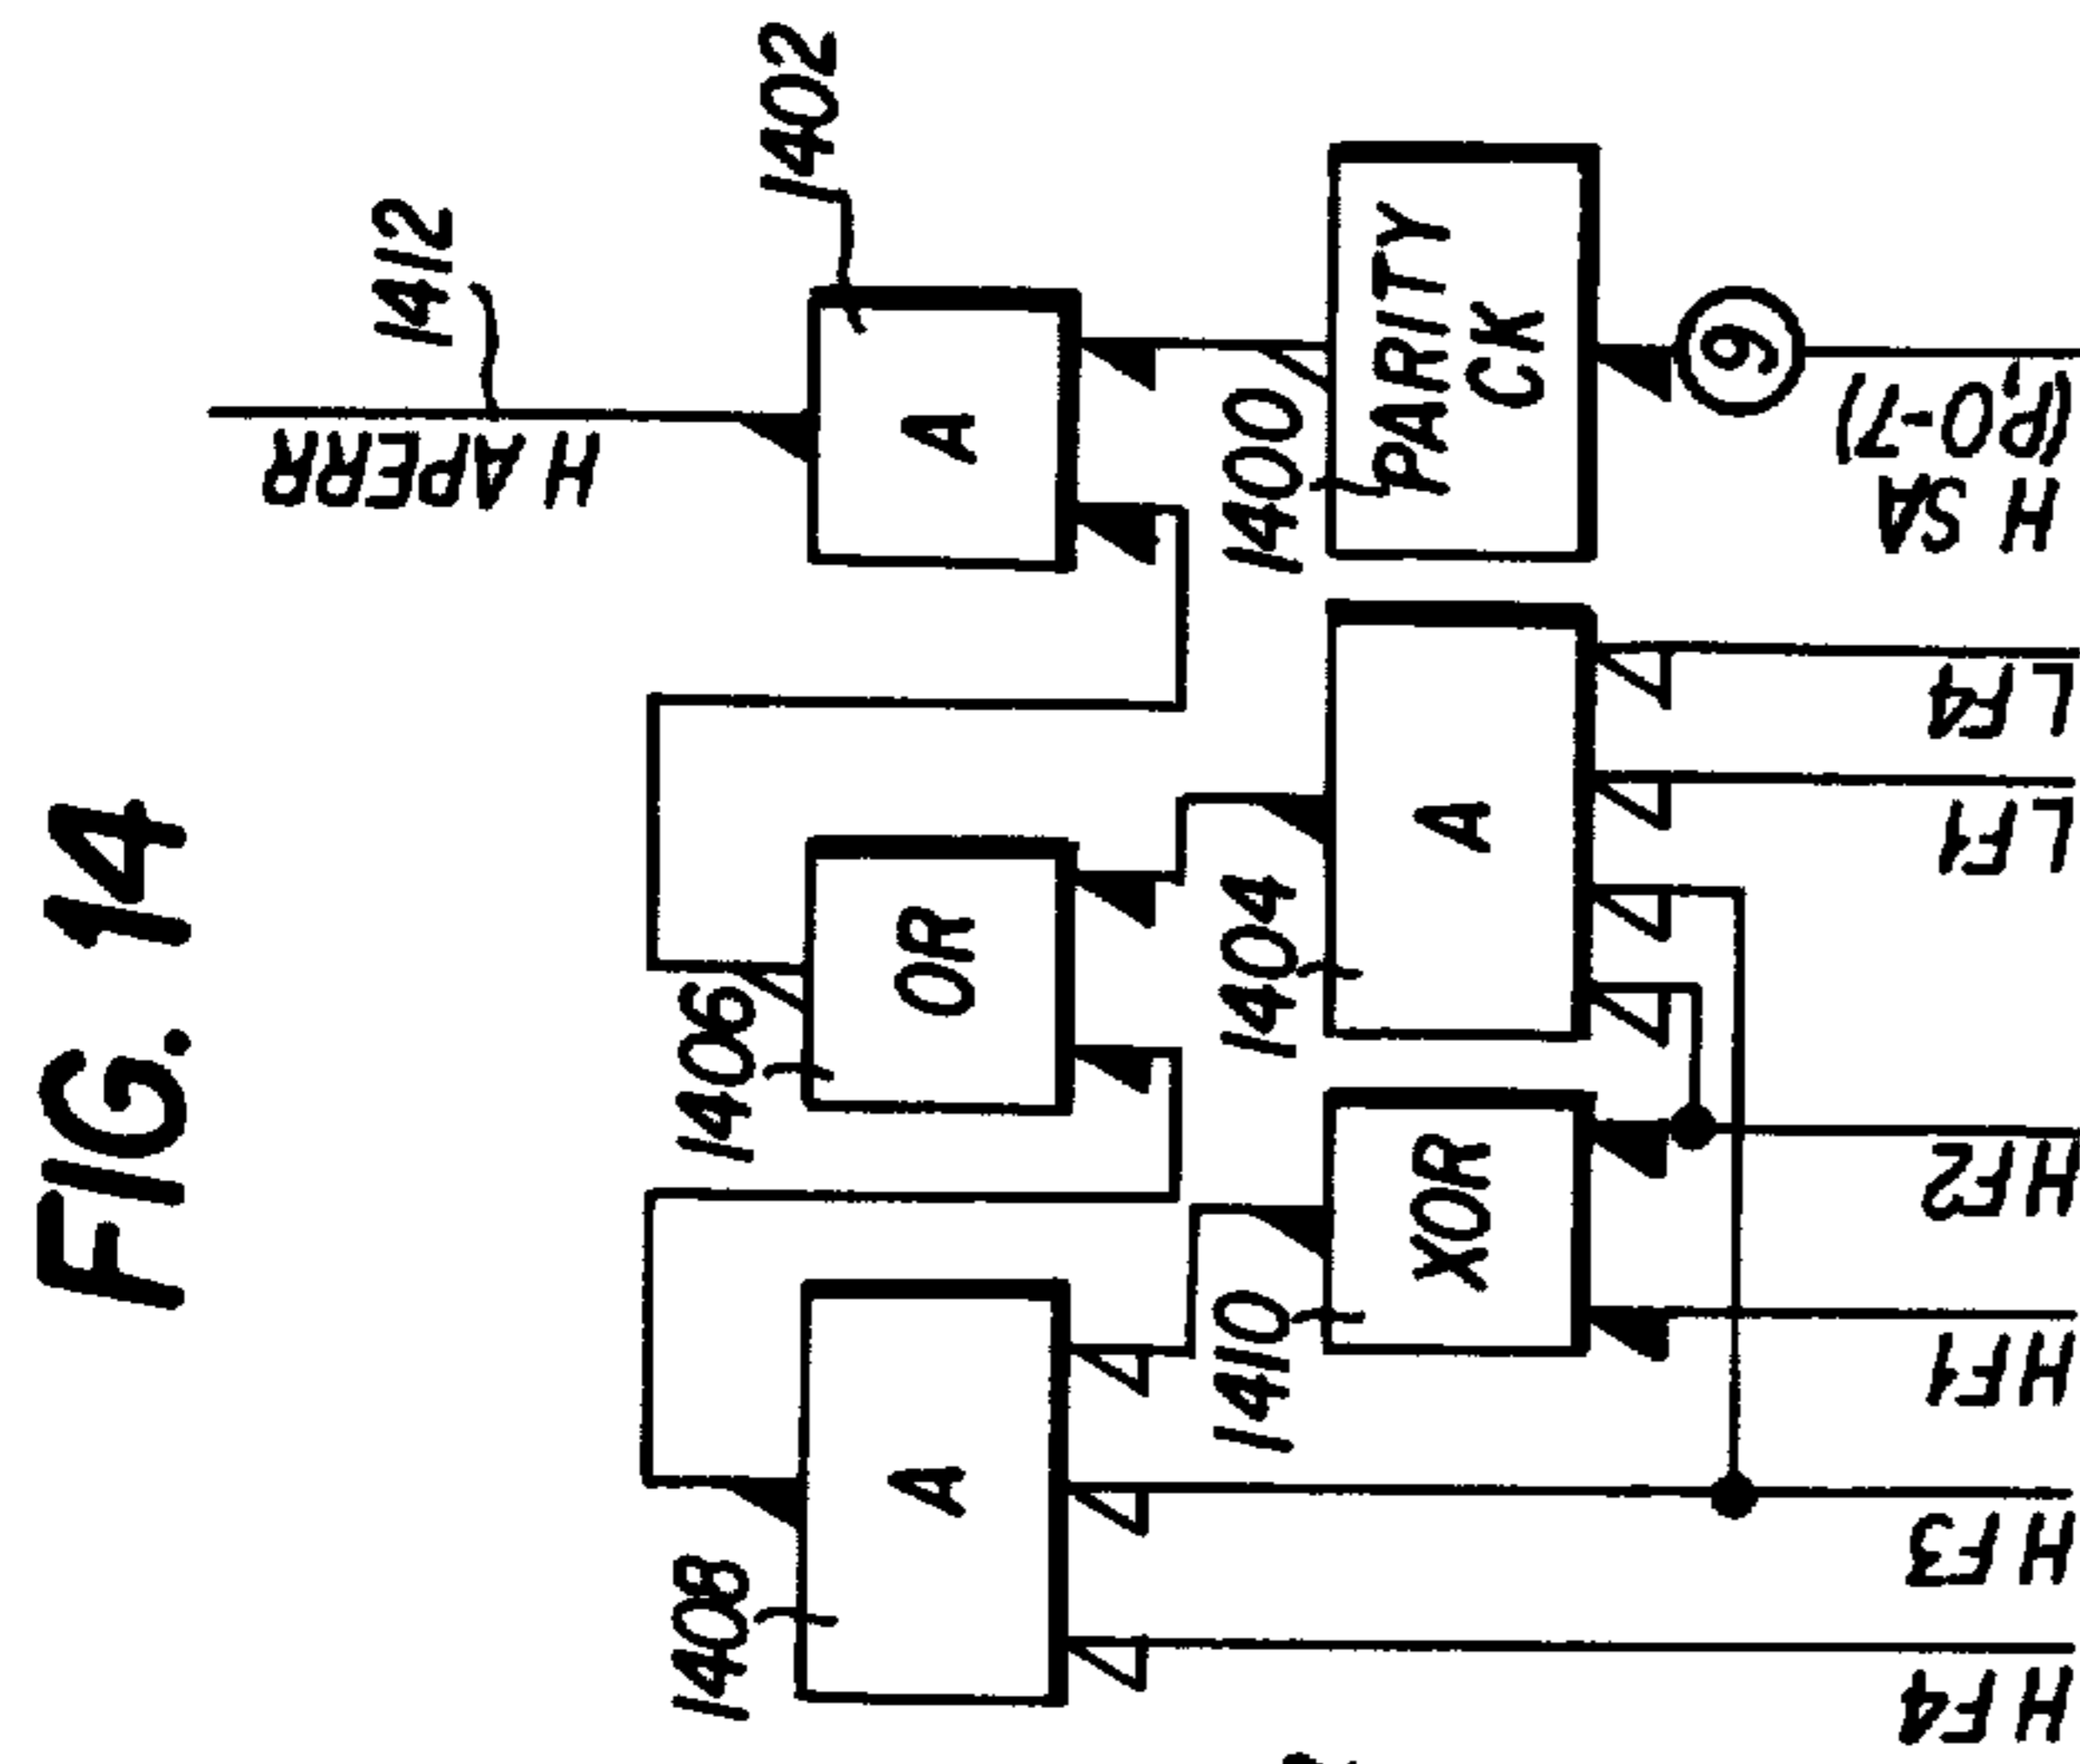 FIG. 14
H F4
H F3
H F1
H F2
L F1
L F4
H SA
(P,0-7)
9
1408
A
1410
XOR
1406
OR
1404
A
1400
PARITY
CK
1402
A
1412
H APERR